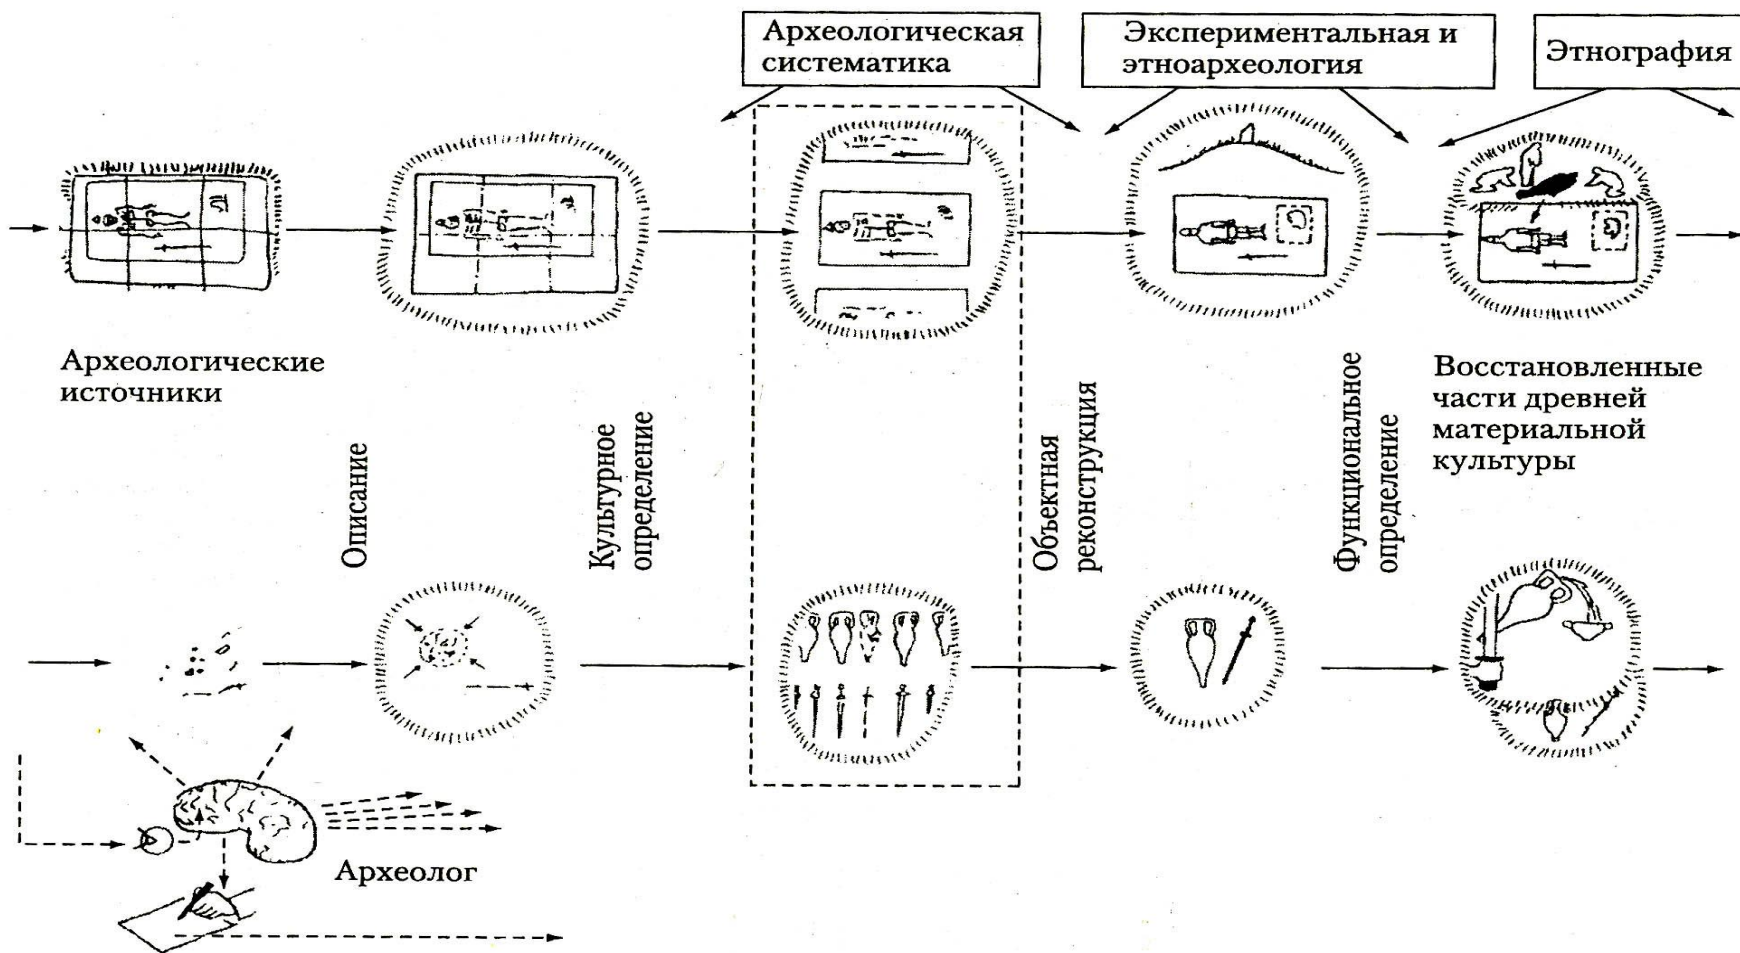 Археологическая
систематика
Экспериментальная и
этноархеология
Этнография
Археологические
источники
Описание
Культурное
определение
Объектная
реконструкция
Функциональное
определение
Восстановленные
части древней
материальной
культуры
Археолог